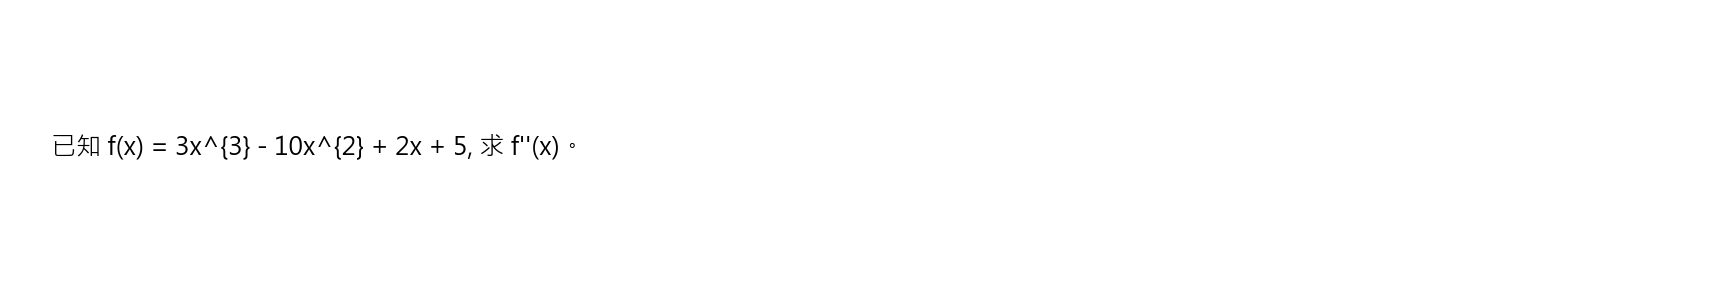 已知 f(x) = 3x^{3} - 10x^{2} + 2x + 5, 求 f''(x)。